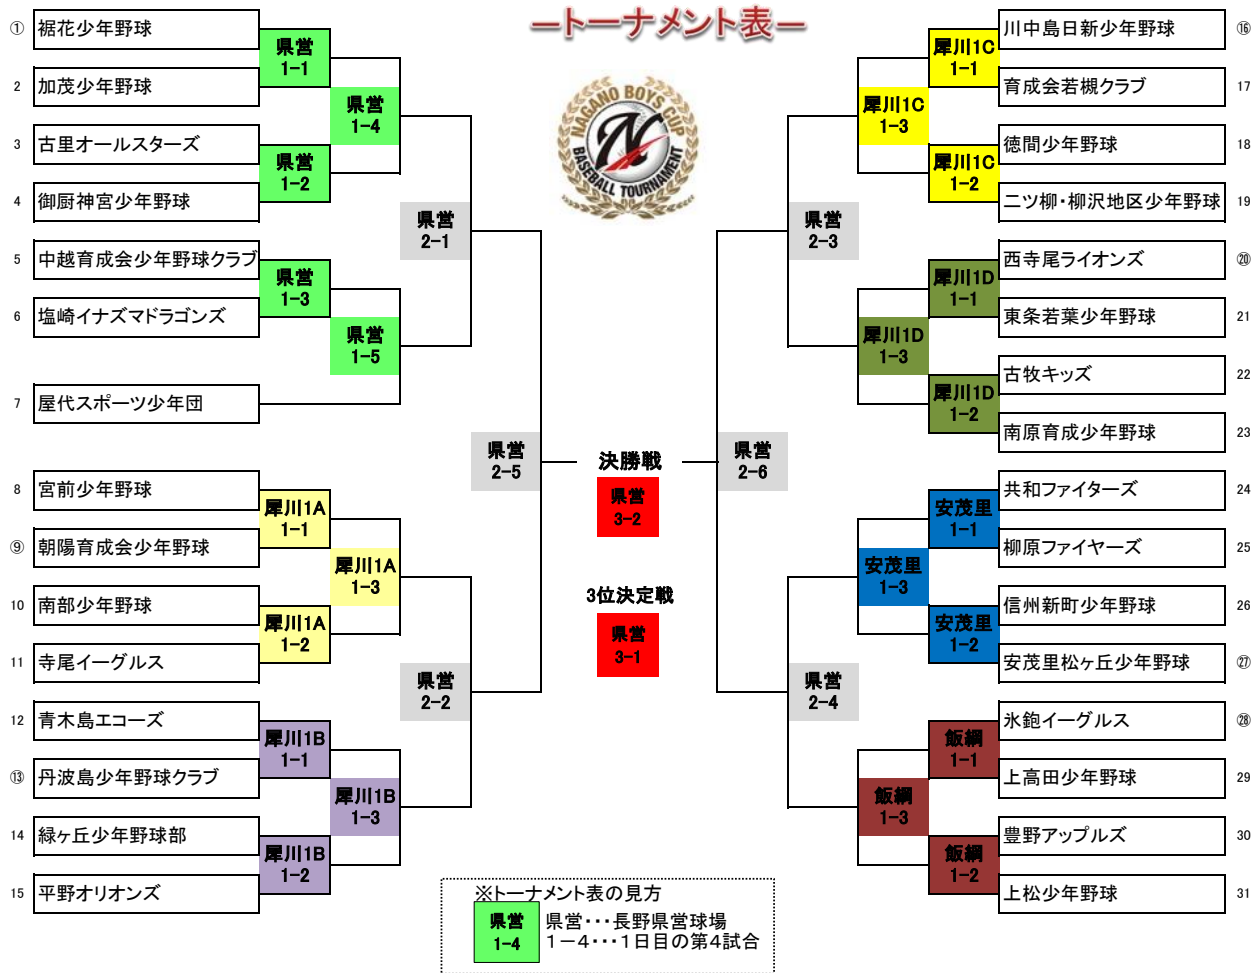 ートーナメント表ー
NAGANO BOYS CUP
N
BASEBALL TOURNAMENT
① 裾花少年野球
2 加茂少年野球
3 古里オールスターズ
4 御厨神宮少年野球
5 中越育成会少年野球クラブ
6 塩崎イナズマドラゴンズ
7 屋代スポーツ少年団
8 宮前少年野球
⑨ 朝陽育成会少年野球
10 南部少年野球
11 寺尾イーグルス
12 青木島エコーズ
⑬ 丹波島少年野球クラブ
14 緑ヶ丘少年野球部
15 平野オリオンズ
県営
1-1
県営
1-2
県営
1-3
犀川1A
1-1
犀川1A
1-2
犀川1B
1-1
犀川1B
1-2
県営
1-4
県営
1-5
犀川1A
1-3
犀川1B
1-3
県営
2-1
県営
2-2
県営
2-5
決勝戦
県営
3-2
3位決定戦
県営
3-1
県営
2-6
県営
2-3
県営
2-4
犀川1C
1-3
犀川1D
1-3
安茂里
1-3
飯綱
1-3
犀川1C
1-1
犀川1C
1-2
犀川1D
1-1
犀川1D
1-2
安茂里
1-1
安茂里
1-2
飯綱
1-1
飯綱
1-2
川中島日新少年野球 ⑯
育成会若槻クラブ 17
徳間少年野球 18
二ツ柳・柳沢地区少年野球 19
西寺尾ライオンズ ⑳
東条若葉少年野球 21
古牧キッズ 22
南原育成少年野球 23
共和ファイターズ 24
柳原ファイヤーズ 25
信州新町少年野球 26
安茂里松ヶ丘少年野球 ㉗
氷鉋イーグルス ㉘
上高田少年野球 29
豊野アップルズ 30
上松少年野球 31
※トーナメント表の見方
県営
1-4
県営・・・長野県営球場
1－4・・・1日目の第4試合